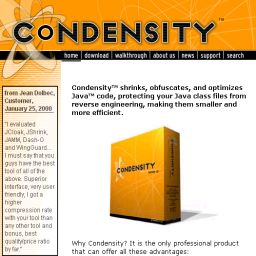 CONDENSITY™
home | download | walkthrough | about us | news | support | search
from Jean Dolbec, Customer, January 25, 2000
"I evaluated JCloak, JShrink, JAMM, Dash-O and WingGuard... I must say that you guys have the best tool of all of the above. Superior interface, very user friendly, I got a higher compression rate with your tool than any other tool and bonus, best quality/price ratio by far."
Condensity™ shrinks, obfuscates, and optimizes
Java™ code, protecting your Java class files from
reverse engineering, making them smaller and
more efficient.
CONDENSITY
Why Condensity? It is the only professional product
that can offer all these advantages: